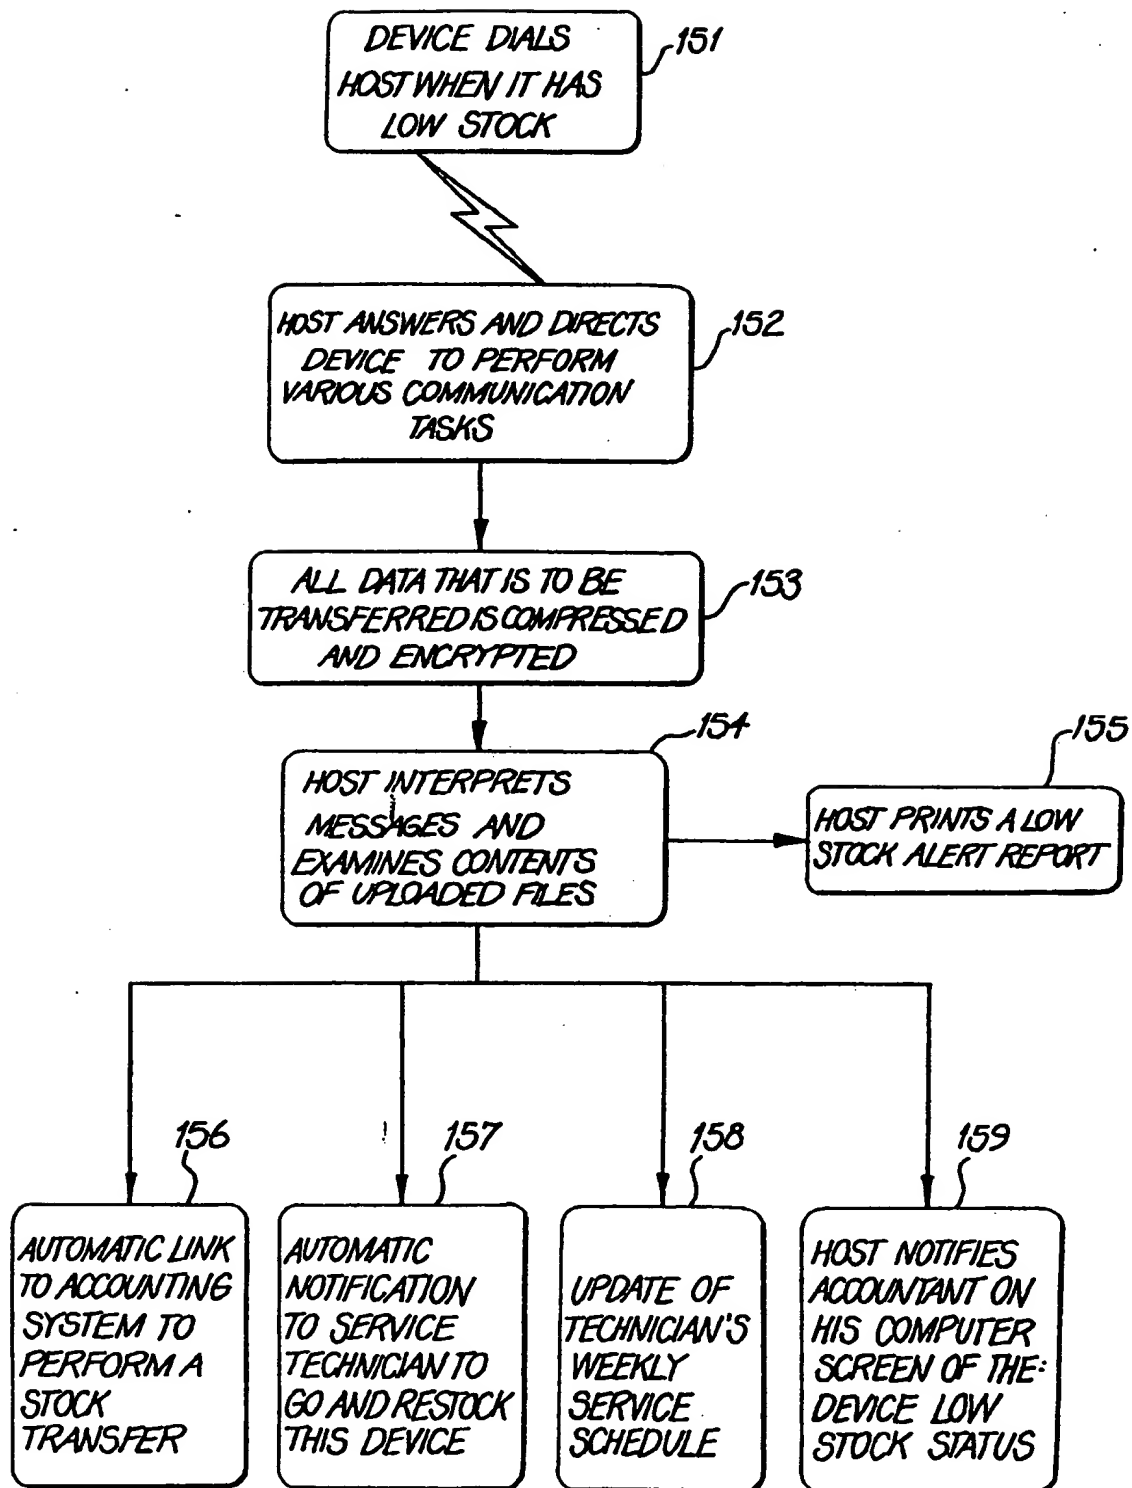 DEVICE DIALS
HOST WHEN IT HAS
LOW STOCK
151
HOST ANSWERS AND DIRECTS
DEVICE TO PERFORM
VARIOUS COMMUNICATION
TASKS
152
ALL DATA THAT IS TO BE
TRANSFERRED IS COMPRESSED
AND ENCRYPTED
153
HOST INTERPRETS
MESSAGES AND
EXAMINES CONTENTS
OF UPLOADED FILES
154
HOST PRINTS A LOW
STOCK ALERT REPORT
155
AUTOMATIC LINK
TO ACCOUNTING
SYSTEM TO
PERFORM A
STOCK
TRANSFER
156
AUTOMATIC
NOTIFICATION
TO SERVICE
TECHNICIAN TO
GO AND RESTOCK
THIS DEVICE
157
UPDATE OF
TECHNICIAN'S
WEEKLY
SERVICE
SCHEDULE
158
HOST NOTIFIES
ACCOUNTANT ON
HIS COMPUTER
SCREEN OF THE:
DEVICE LOW
STOCK STATUS
159